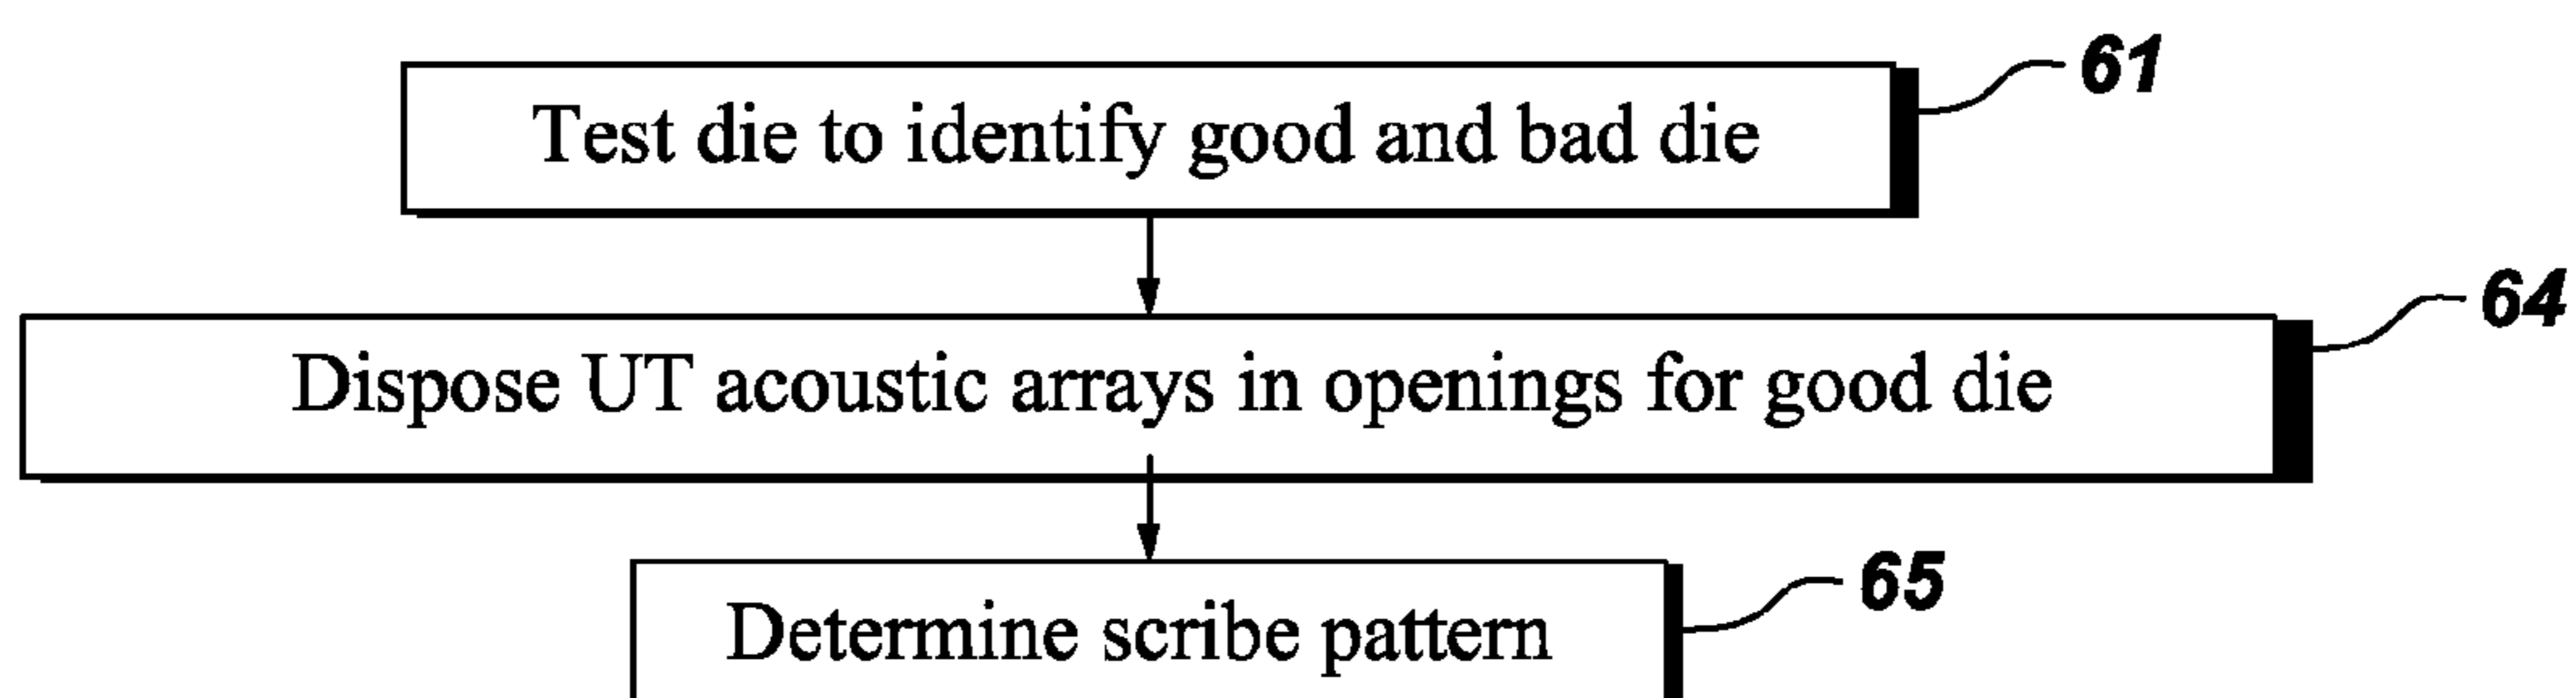 Test die to identify good and bad die
61
Dispose UT acoustic arrays in openings for good die
64
Determine scribe pattern
65